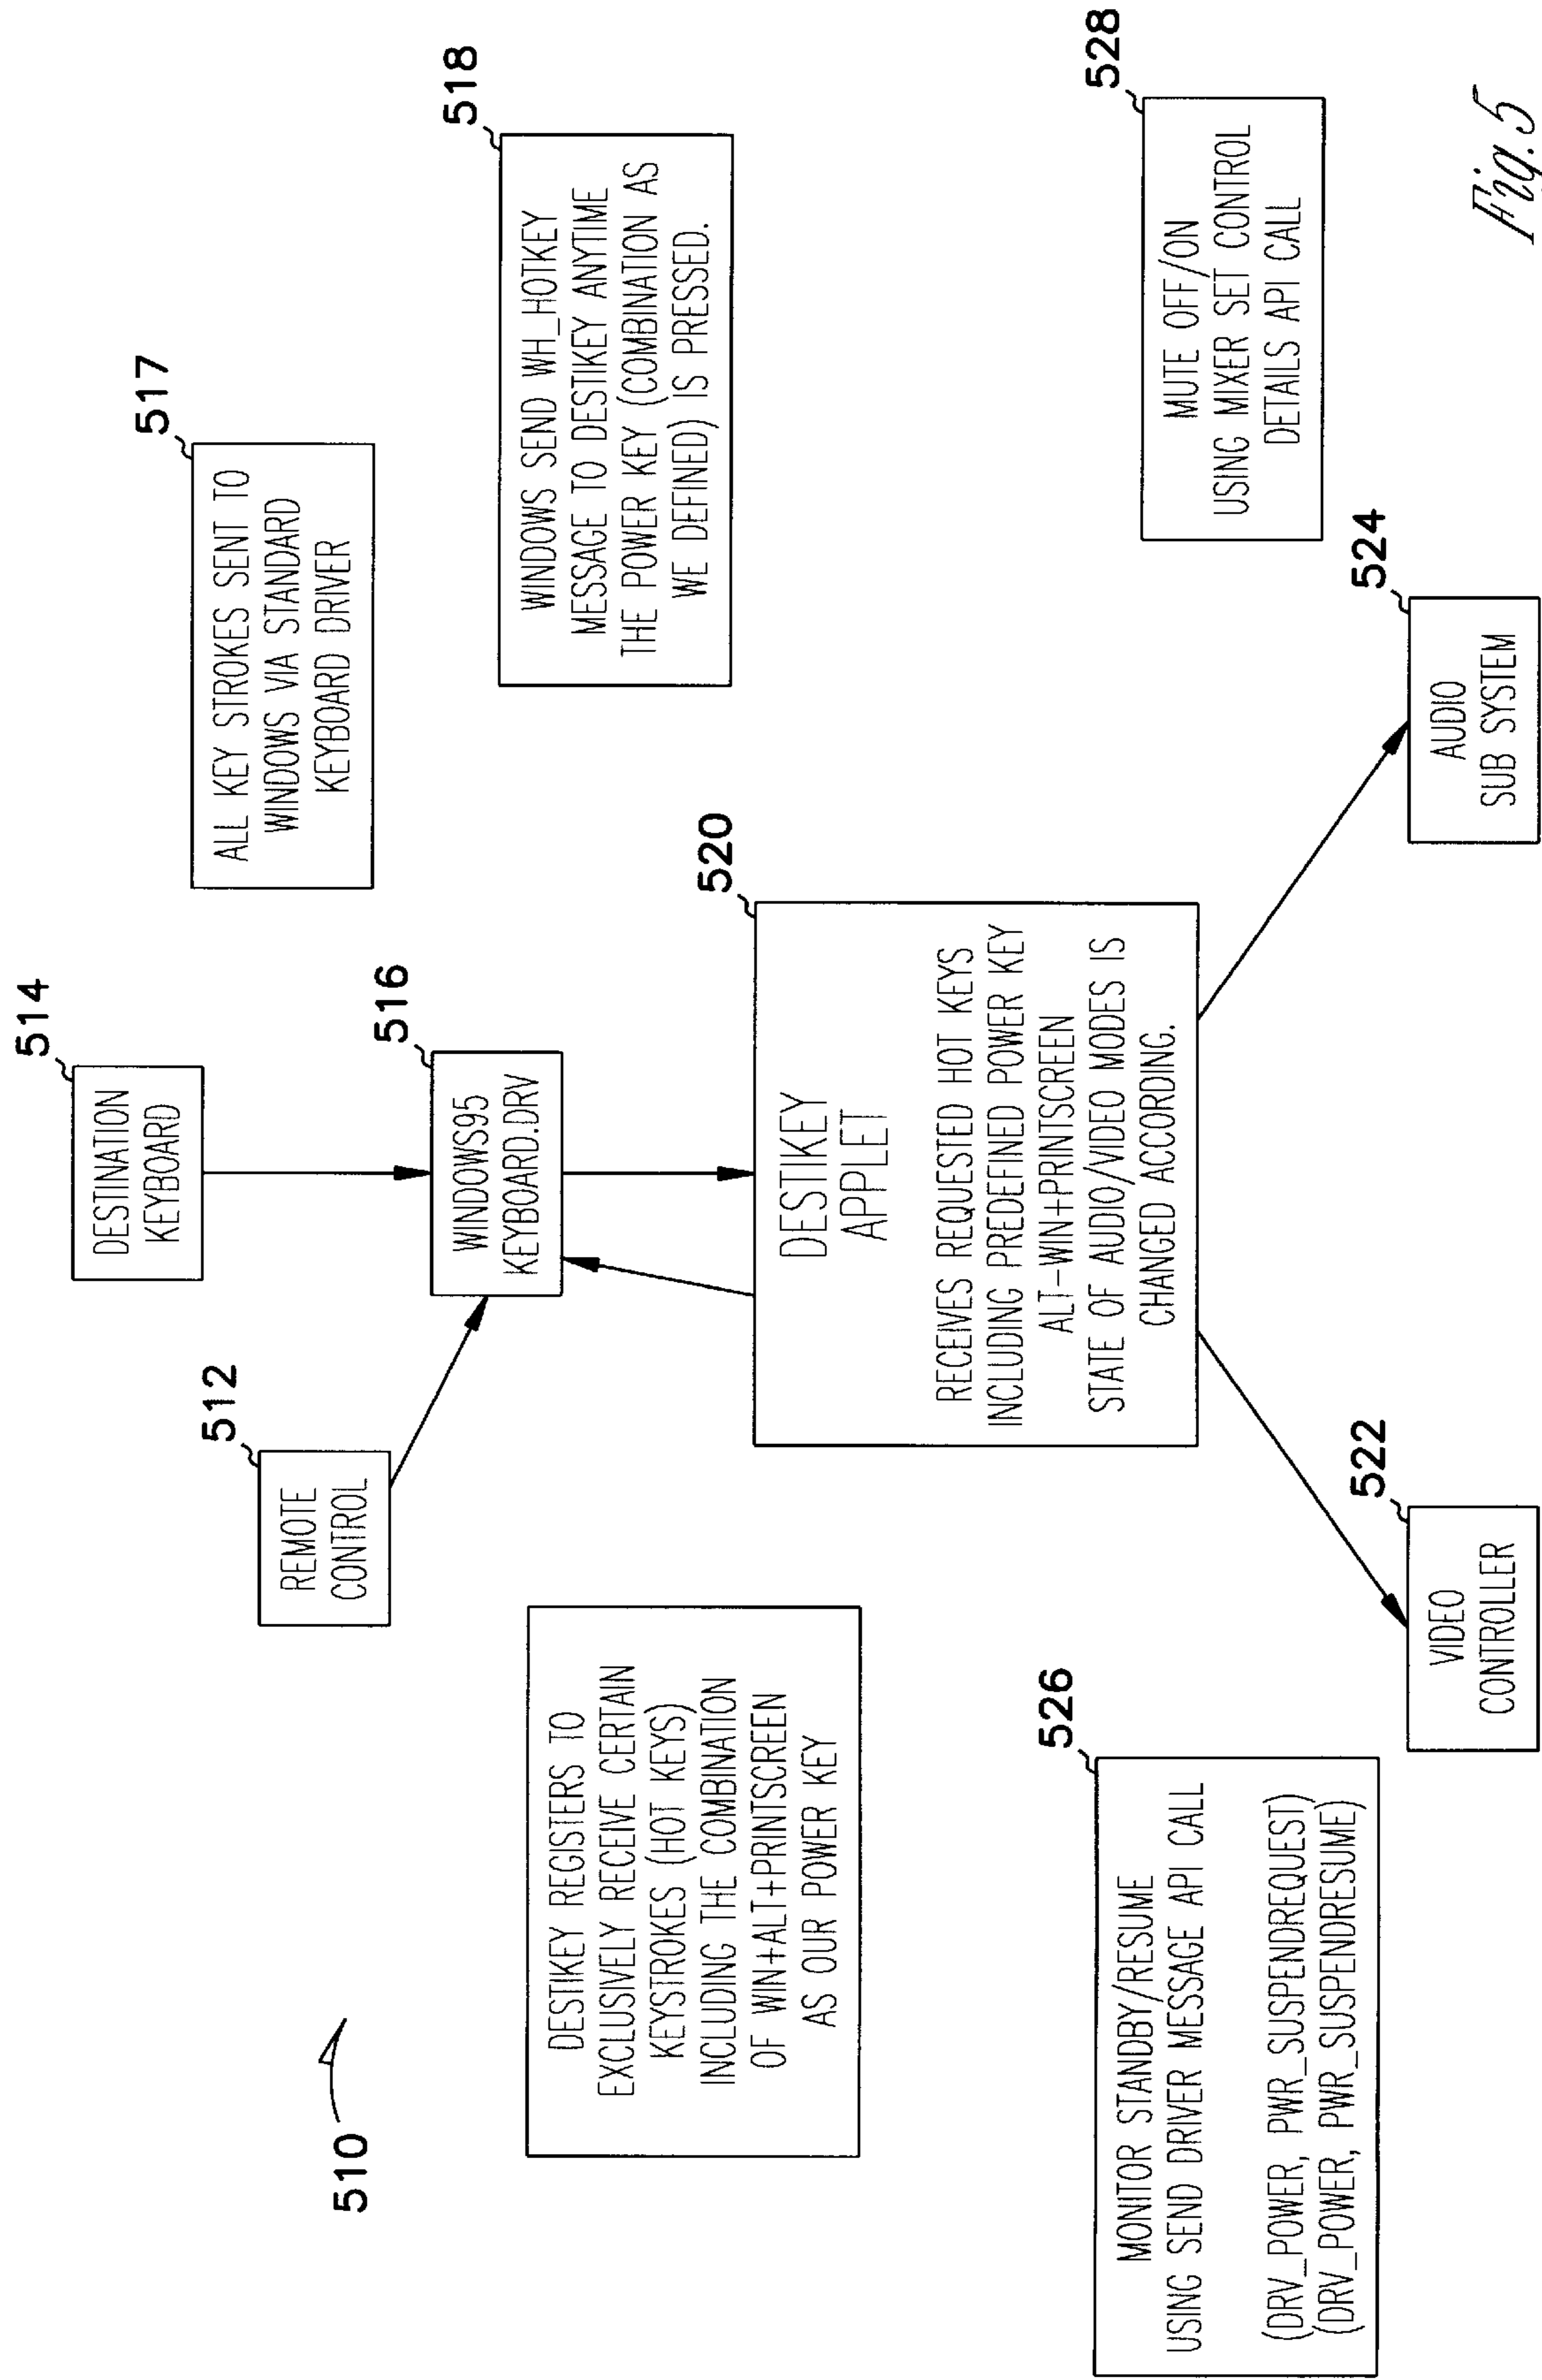 510
512
REMOTE
CONTROL
514
DESTINATION
KEYBOARD
516
WINDOWS95
KEYBOARD.DRV
517
ALL KEY STROKES SENT TO
WINDOWS VIA STANDARD
KEYBOARD DRIVER
DESTIKEY REGISTERS TO
EXCLUSIVELY RECEIVE CERTAIN
KEYSTROKES (HOT KEYS)
INCLUDING THE COMBINATION
OF WIN+ALT+PRINTSCREEN
AS OUR POWER KEY
518
WINDOWS SEND WH_HOTKEY
MESSAGE TO DESTIKEY ANYTIME
THE POWER KEY (COMBINATION AS
WE DEFINED) IS PRESSED.
520
DESTIKEY
APPLET
RECEIVES REQUESTED HOT KEYS
INCLUDING PREDEFINED POWER KEY
ALT-WIN+PRINTSCREEN
STATE OF AUDIO/VIDEO MODES IS
CHANGED ACCORDING.
526
MONITOR STANDBY/RESUME
USING SEND DRIVER MESSAGE API CALL
(DRV_POWER, PWR_SUSPENDREQUEST)
(DRV_POWER, PWR_SUSPENDRESUME)
522
VIDEO
CONTROLLER
524
AUDIO
SUB SYSTEM
528
MUTE OFF/ON
USING MIXER SET CONTROL
DETAILS API CALL
Fig. 5